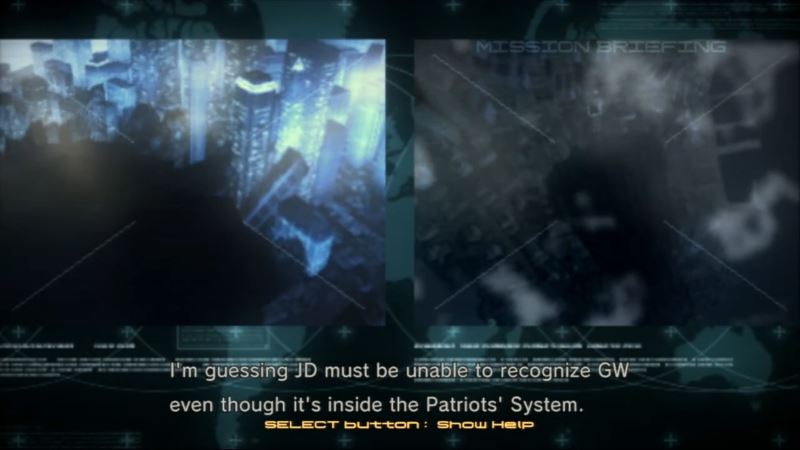 MISSION BRIEFING
I'm guessing JD must be unable to recognize GW
even though it's inside the Patriots' System.
SELECT button : Show Help